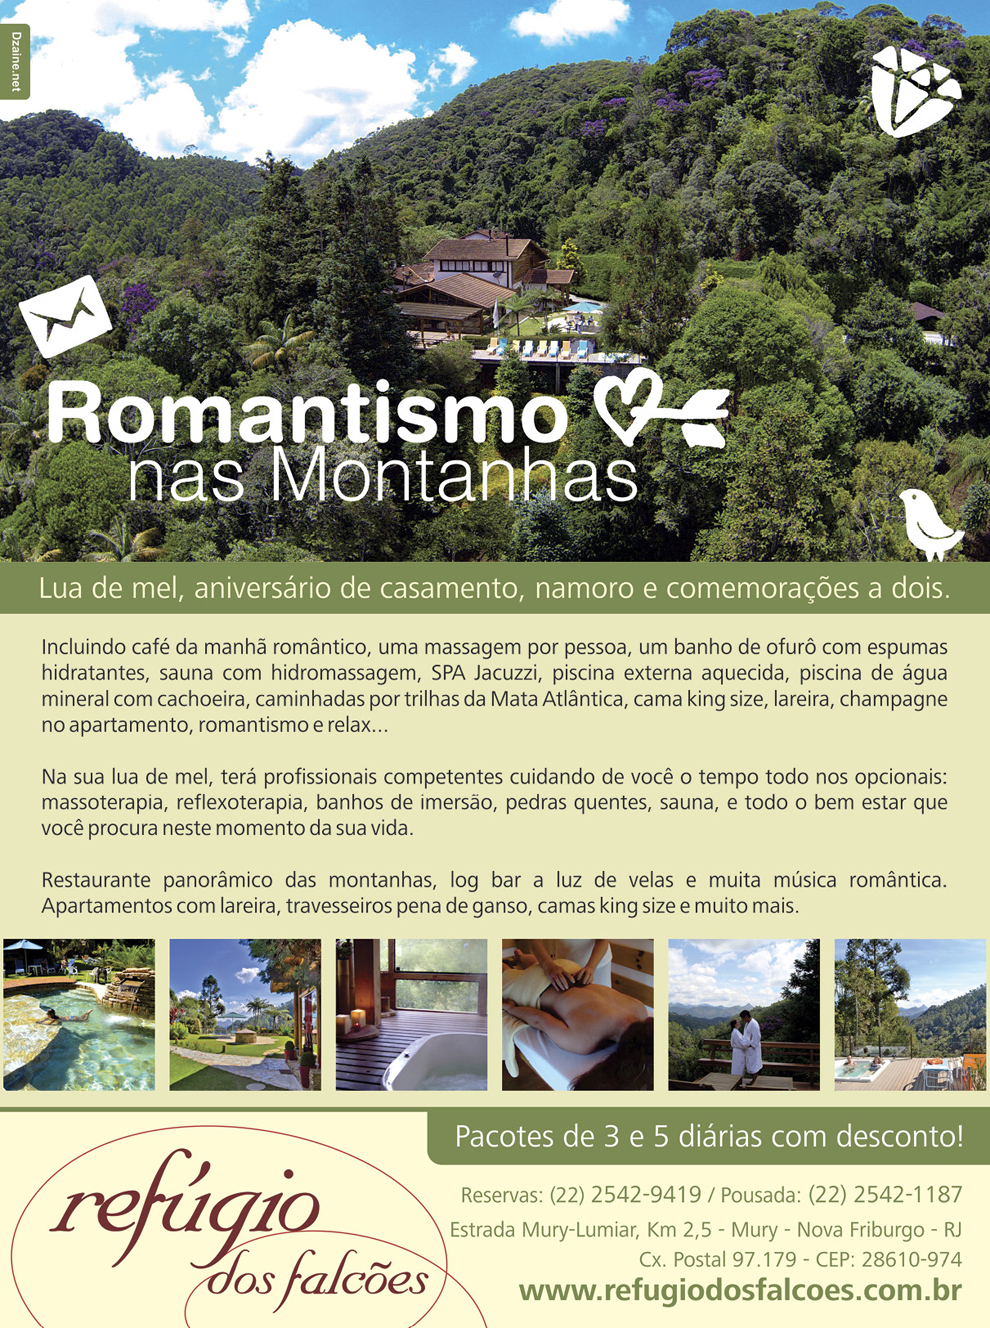 Dzaine.net
Romantismo
nas Montanhas
Lua de mel, aniversário de casamento, namoro e comemorações a dois.
Incluindo café da manhã romântico, uma massagem por pessoa, um banho de ofurô com espumas
hidratantes, sauna com hidromassagem, SPA Jacuzzi, piscina externa aquecida, piscina de água
mineral com cachoeira, caminhadas por trilhas da Mata Atlântica, cama king size, lareira, champagne
no apartamento, romantismo e relax...
Na sua lua de mel, terá profissionais competentes cuidando de você o tempo todo nos opcionais:
massoterapia, reflexoterapia, banhos de imersão, pedras quentes, sauna, e todo o bem estar que
você procura neste momento da sua vida.
Restaurante panorâmico das montanhas, log bar a luz de velas e muita música romântica.
Apartamentos com lareira, travesseiros pena de ganso, camas king size e muito mais.
Pacotes de 3 e 5 diárias com desconto!
refúgio
dos falcões
Reservas: (22) 2542-9419 / Pousada: (22) 2542-1187
Estrada Mury-Lumiar, Km 2,5 - Mury - Nova Friburgo - RJ
Cx. Postal 97.179 - CEP: 28610-974
www.refugiodosfalcoes.com.br